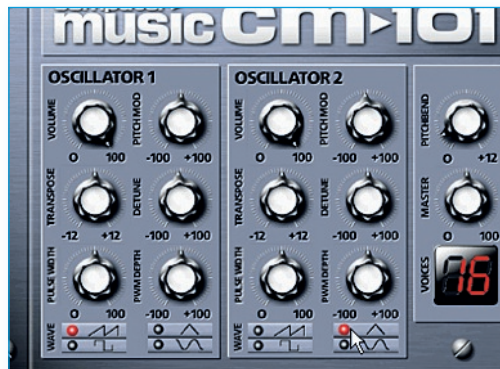 computer
music cm-101
OSCILLATOR 1
VOLUME
0 100
PITCH MOD
-100 +100
TRANSPOSE
-12 +12
DETUNE
-100 +100
PULSE WIDTH
0 100
PWM DEPTH
-100 +100
WAVE
OSCILLATOR 2
VOLUME
0 100
PITCH MOD
-100 +100
TRANSPOSE
-12 +12
DETUNE
-100 +100
PULSE WIDTH
0 100
PWM DEPTH
-100 +100
WAVE
PITCHBEND
0 +12
MASTER
0 100
VOICES
16